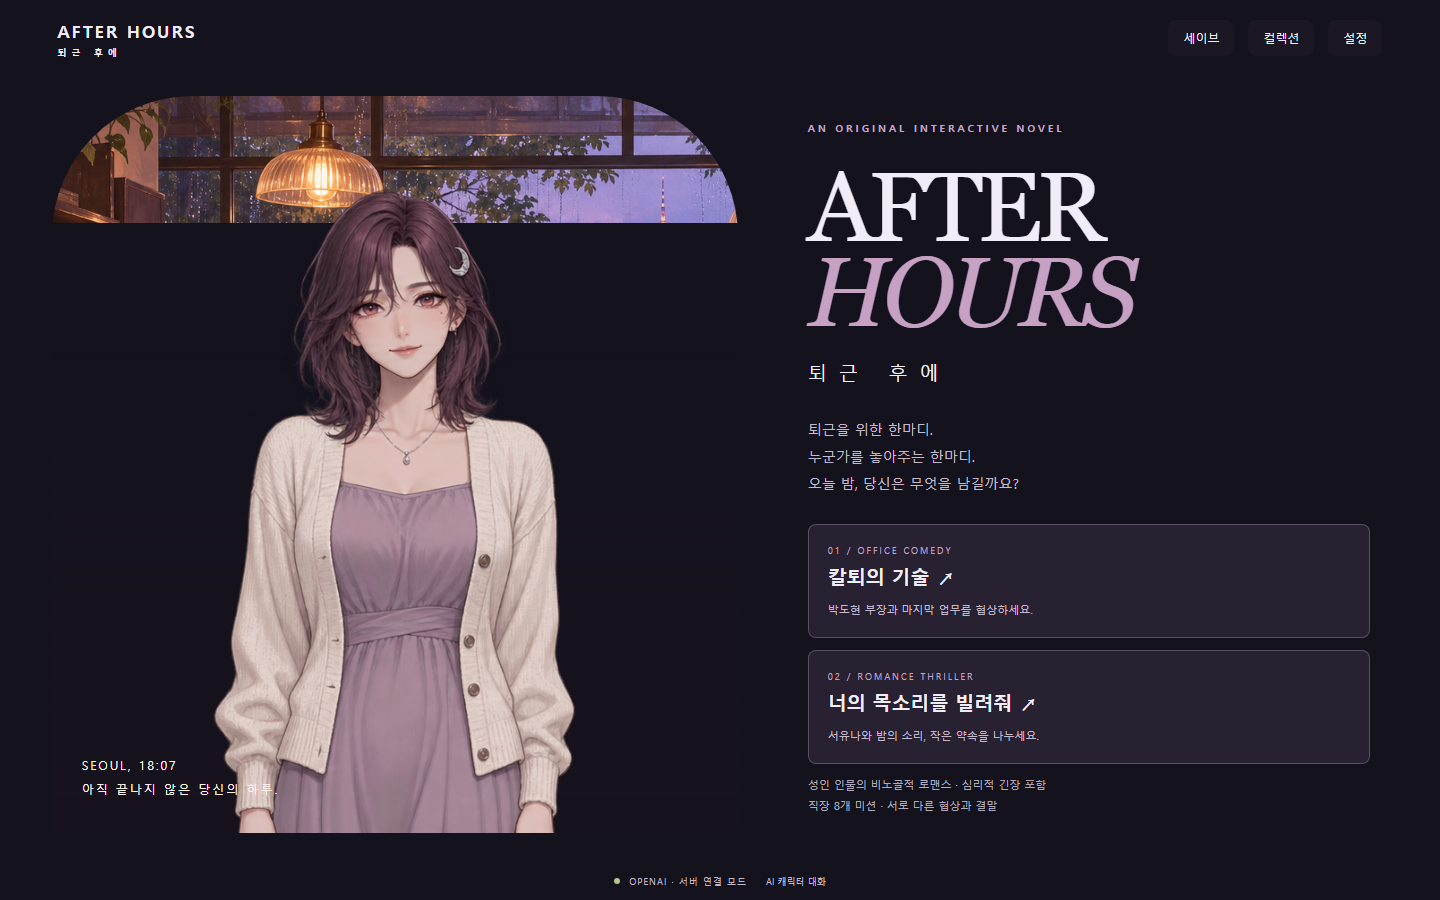 AFTER HOURS
퇴근 후에
세이브
컬렉션
설정
AN ORIGINAL INTERACTIVE NOVEL
AFTER
HOURS
퇴근 후에
퇴근을 위한 한마디.
누군가를 놓아주는 한마디.
오늘 밤, 당신은 무엇을 남길까요?
01 / OFFICE COMEDY
칼퇴의 기술 ↗
박도현 부장과 마지막 업무를 협상하세요.
02 / ROMANCE THRILLER
너의 목소리를 빌려줘 ↗
서유나와 밤의 소리, 작은 약속을 나누세요.
성인 인물의 비노골적 로맨스 · 심리적 긴장 포함
직장 8개 미션 · 서로 다른 협상과 결말
SEOUL, 18:07
아직 끝나지 않은 당신의 하루.
OPENAI · 서버 연결 모드 AI 캐릭터 대화